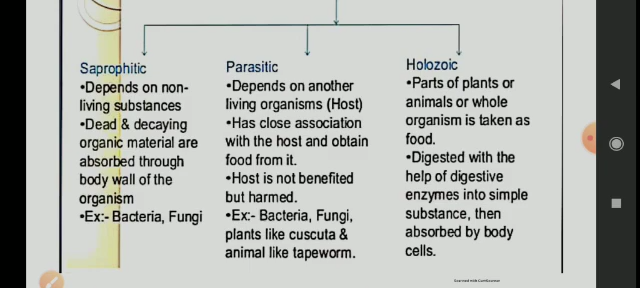 Saprophitic
•Depends on non-
living substances
•Dead & decaying
organic material are
absorbed through
body wall of the
organism
•Ex:- Bacteria, Fungi
Parasitic
•Depends on another
living organisms (Host)
•Has close association
with the host and obtain
food from it.
•Host is not benefited
but harmed.
•Ex:- Bacteria, Fungi,
plants like cuscuta &
animal like tapeworm.
Holozoic
•Parts of plants or
animals or whole
organism is taken as
food.
•Digested with the
help of digestive
enzymes into simple
substance, then
absorbed by body
cells.
Scanned with CamScanner